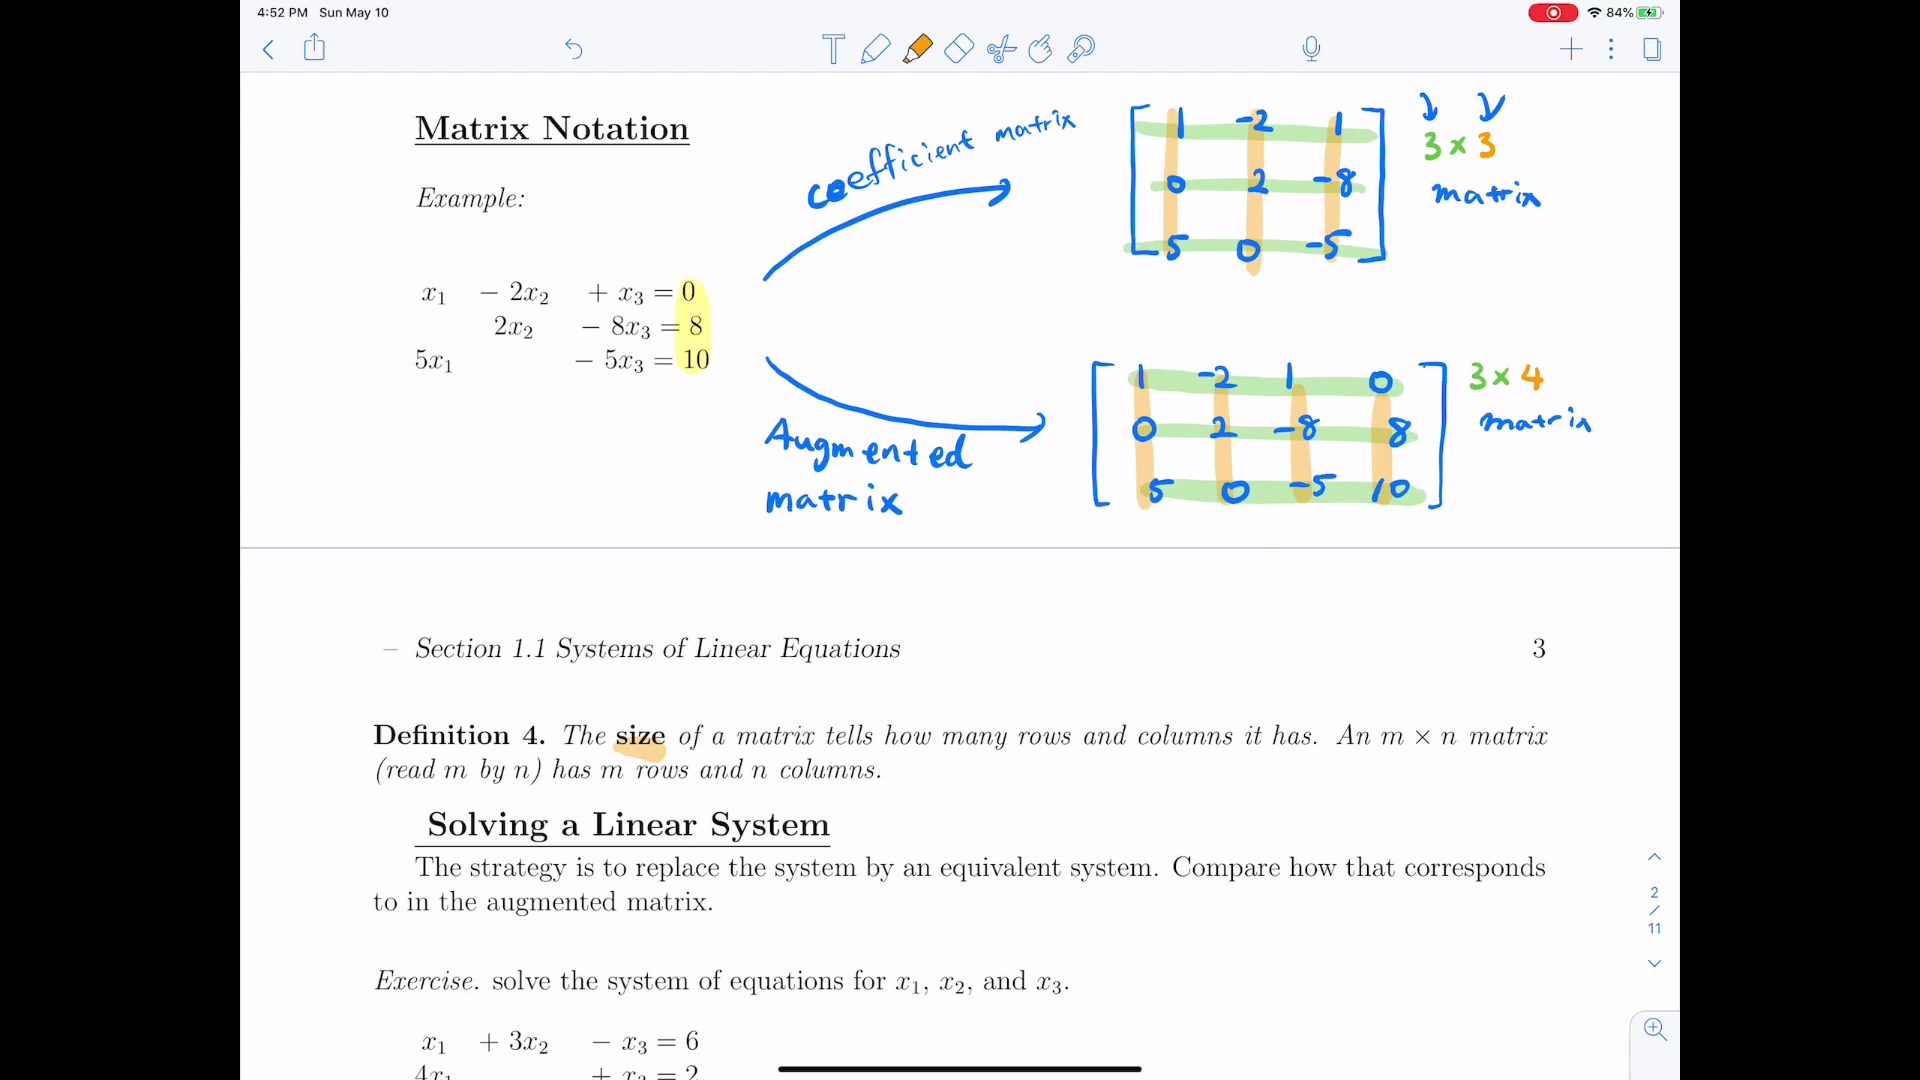 4:52 PM Sun May 10
84%
Matrix Notation
coefficient matrix
1 -2 1
0 2 -8
5 0 -5
3 × 3
matrix
Example:
x₁ − 2x₂ + x₃ = 0
2x₂ − 8x₃ = 8
5x₁ − 5x₃ = 10
Augmented
matrix
1 -2 1 0
0 2 -8 8
5 0 -5 10
3 × 4
matrix
– Section 1.1 Systems of Linear Equations 3
Definition 4. The size of a matrix tells how many rows and columns it has. An m × n matrix
(read m by n) has m rows and n columns.
Solving a Linear System
The strategy is to replace the system by an equivalent system. Compare how that corresponds
to in the augmented matrix.
2
/
11
Exercise. solve the system of equations for x₁, x₂, and x₃.
x₁ + 3x₂ − x₃ = 6
4x₁ + x₃ = 2